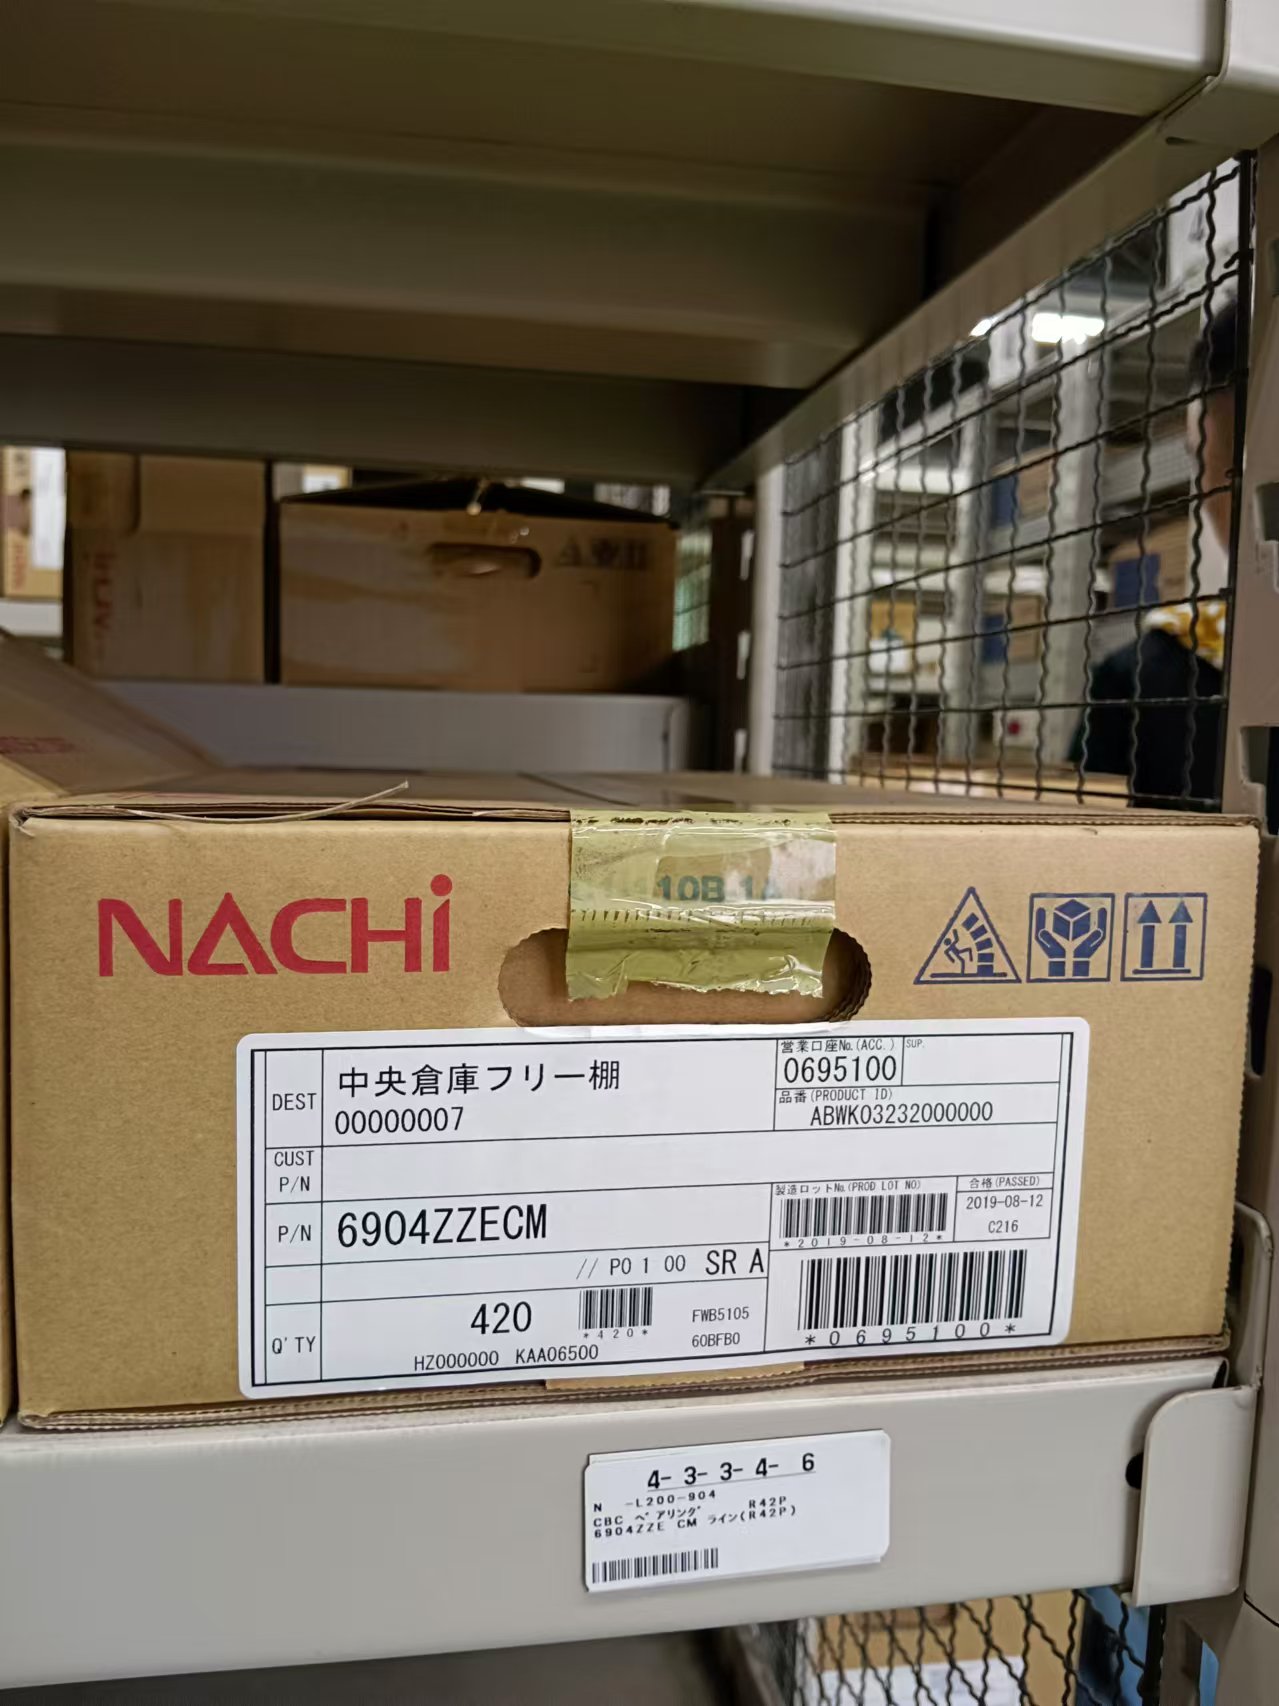 NACHi
10B
DEST
中央倉庫フリー棚
00000007
営業口座No.(ACC.)
0695100
SUP.
品番(PRODUCT ID)
ABWK03232000000
CUST
P/N
P/N
6904ZZECM
製造ロットNo.(PROD LOT NO)
*2019-08-12*
合格(PASSED)
2019-08-12
C216
// P0 1 00 SR A
Q'TY
420
*420*
FWB5105
60BFB0
HZ000000 KAA06500
*0695100*
4-3-3-4- 6
N -L200-904
CBC ベアリング R42P
6904ZZE CM ライン(R42P)